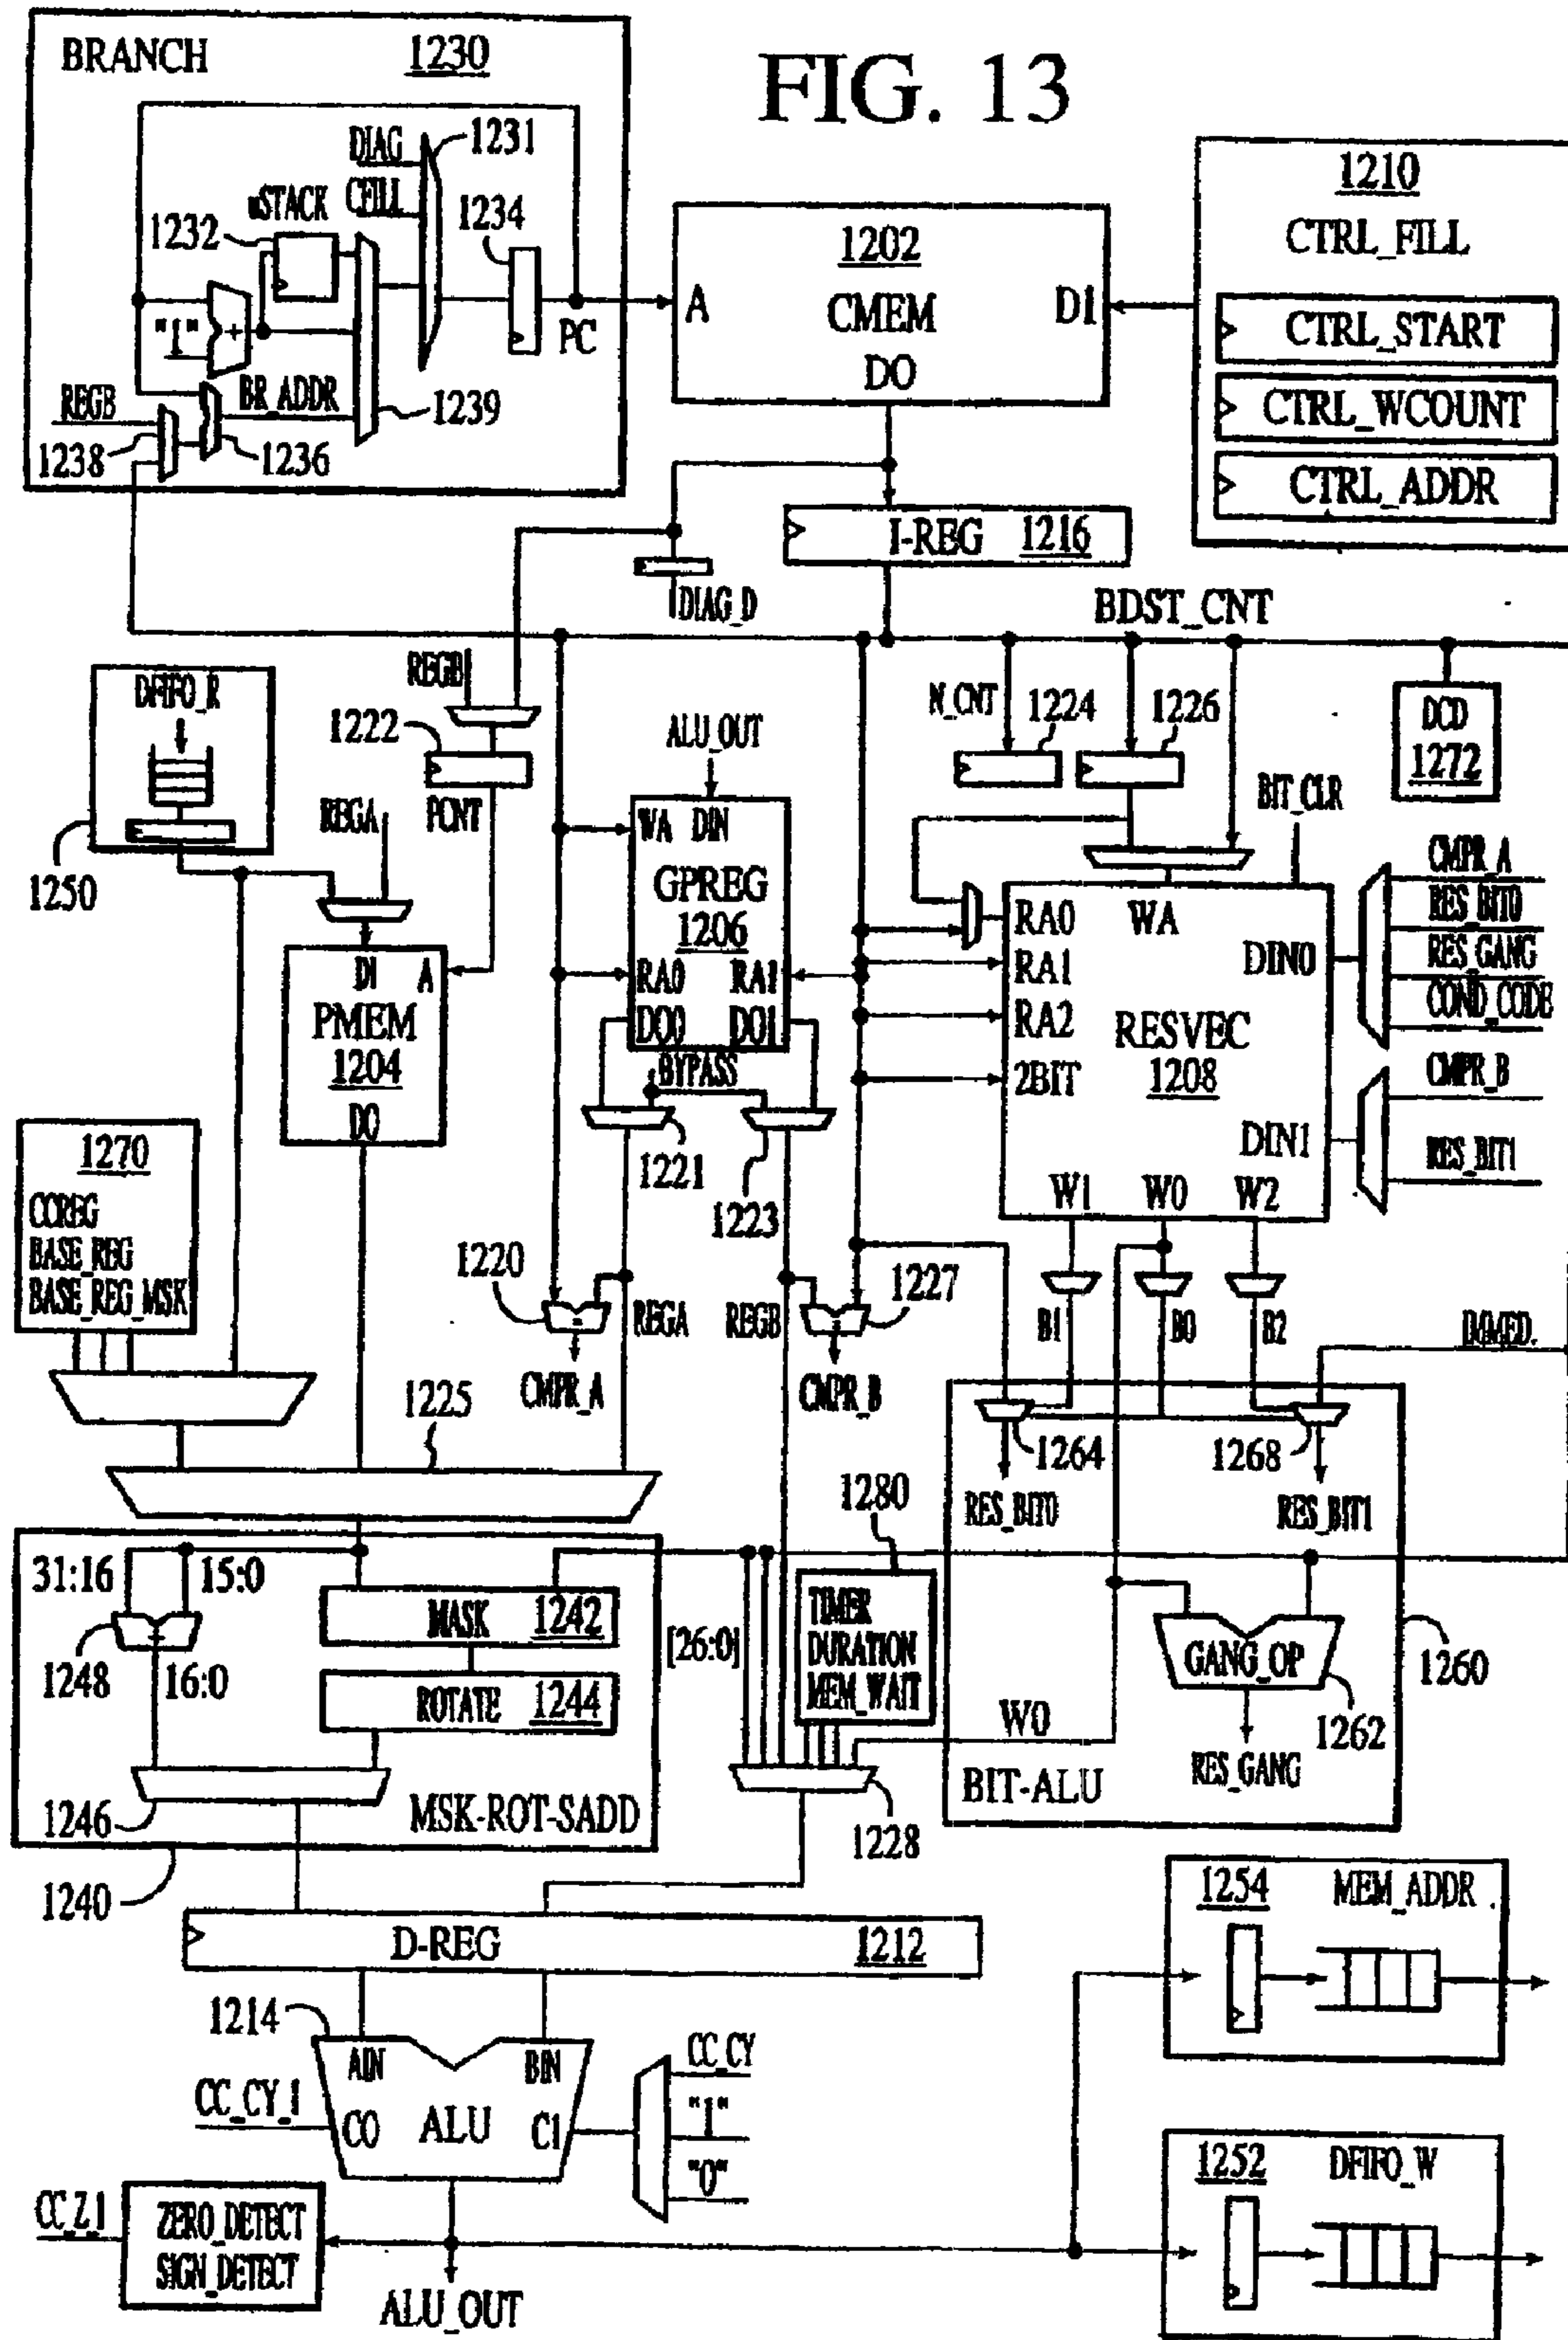 FIG. 13
BRANCH 1230
DIAG
CFILL
1231
uSTACK
1232
1234
"1"
+
PC
REGB
BR_ADDR
1239
1238
1236
1202
A CMEM DI
DO
1210
CTRL_FILL
CTRL_START
CTRL_WCOUNT
CTRL_ADDR
I-REG 1216
DIAG_D
BDST_CNT
DFIFO_R
REGB
1222
ALU_OUT
N_CNT
1224
1226
DCD
1272
BIT_CLR
REGA
PCNT
1250
WA DIN
GPREG
1206
RA0 RA1
DO0 DO1
BYPASS
DI A
PMEM
1204
DO
RA0 WA
RA1 DIN0
RA2 RESVEC
2BIT 1208
DIN1
W1 W0 W2
CMPR_A
RES_BIT0
RES_GANG
COND_CODE
CMPR_B
RES_BIT1
1270
CCREG
BASE_REG
BASE_REG_MSK
1221
1223
1220
REGA
REGB
1227
CMPR_A
CMPR_B
B1
B0
B2
1225
1264
1268
RES_BIT0
RES_BIT1
1280
31:16
15:0
MASK 1242
[26:0]
TIMER
DURATION
MEM_WAIT
1248
+
16:0
ROTATE 1244
GANG_OP
1260
W0
1262
RES_GANG
1246
MSK-ROT-SADD
BIT-ALU
1228
1240
D-REG 1212
1254 MEM_ADDR
1214
AIN BIN
CC_CY_I
CO ALU CI
CC_CY
"1"
"0"
1252 DFIFO_W
CC_Z_I
ZERO_DETECT
SIGN_DETECT
ALU_OUT